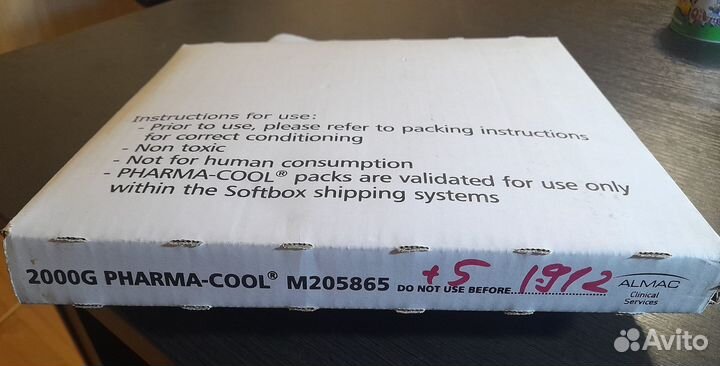 Instructions for use:
- Prior to use, please refer to packing instructions
for correct conditioning
- Non toxic
- Not for human consumption
- PHARMA-COOL® packs are validated for use only
within the Softbox shipping systems
2000G PHARMA-COOL® M205865 +5 DO NOT USE BEFORE
ALMAC
Clinical
Services
Avito